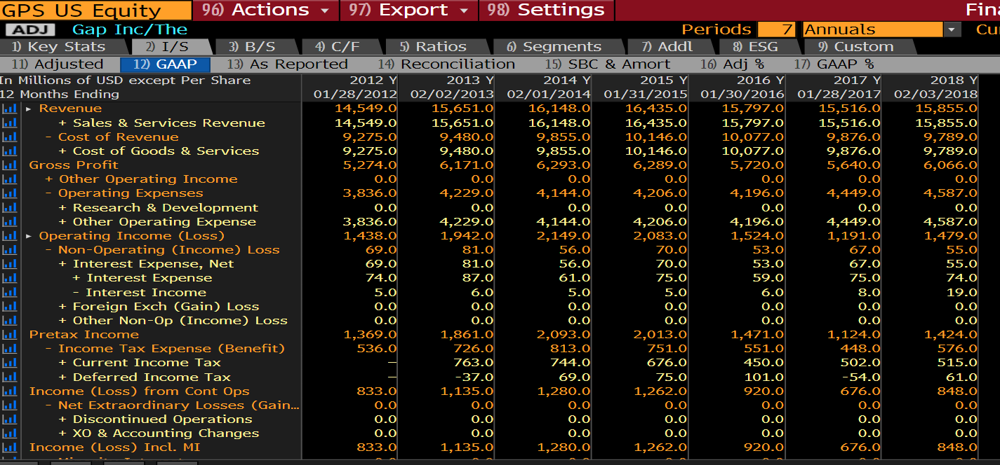 GPS US Equity 96) Actions 97) Export 98) Settings Fina
ADJ Gap Inc/The Periods 7 Annuals Cu
1) Key Stats 2) I/S 3) B/S 4) C/F 5) Ratios 6) Segments 7) Addl 8) ESG 9) Custom
11) Adjusted 12) GAAP 13) As Reported 14) Reconciliation 15) SBC & Amort 16) Adj % 17) GAAP %
In Millions of USD except Per Share 2012 Y 2013 Y 2014 Y 2015 Y 2016 Y 2017 Y 2018 Y
12 Months Ending 01/28/2012 02/02/2013 02/01/2014 01/31/2015 01/30/2016 01/28/2017 02/03/2018
Revenue 14,549.0 15,651.0 16,148.0 16,435.0 15,797.0 15,516.0 15,855.0
+ Sales & Services Revenue 14,549.0 15,651.0 16,148.0 16,435.0 15,797.0 15,516.0 15,855.0
- Cost of Revenue 9,275.0 9,480.0 9,855.0 10,146.0 10,077.0 9,876.0 9,789.0
+ Cost of Goods & Services 9,275.0 9,480.0 9,855.0 10,146.0 10,077.0 9,876.0 9,789.0
Gross Profit 5,274.0 6,171.0 6,293.0 6,289.0 5,720.0 5,640.0 6,066.0
+ Other Operating Income 0.0 0.0 0.0 0.0 0.0 0.0 0.0
- Operating Expenses 3,836.0 4,229.0 4,144.0 4,206.0 4,196.0 4,449.0 4,587.0
+ Research & Development 0.0 0.0 0.0 0.0 0.0 0.0 0.0
+ Other Operating Expense 3,836.0 4,229.0 4,144.0 4,206.0 4,196.0 4,449.0 4,587.0
Operating Income (Loss) 1,438.0 1,942.0 2,149.0 2,083.0 1,524.0 1,191.0 1,479.0
- Non-Operating (Income) Loss 69.0 81.0 56.0 70.0 53.0 67.0 55.0
+ Interest Expense, Net 69.0 81.0 56.0 70.0 53.0 67.0 55.0
+ Interest Expense 74.0 87.0 61.0 75.0 59.0 75.0 74.0
- Interest Income 5.0 6.0 5.0 5.0 6.0 8.0 19.0
+ Foreign Exch (Gain) Loss 0.0 0.0 0.0 0.0 0.0 0.0 0.0
+ Other Non-Op (Income) Loss 0.0 0.0 0.0 0.0 0.0 0.0 0.0
Pretax Income 1,369.0 1,861.0 2,093.0 2,013.0 1,471.0 1,124.0 1,424.0
- Income Tax Expense (Benefit) 536.0 726.0 813.0 751.0 551.0 448.0 576.0
+ Current Income Tax — 763.0 744.0 676.0 450.0 502.0 515.0
+ Deferred Income Tax — -37.0 69.0 75.0 101.0 -54.0 61.0
Income (Loss) from Cont Ops 833.0 1,135.0 1,280.0 1,262.0 920.0 676.0 848.0
- Net Extraordinary Losses (Gain... 0.0 0.0 0.0 0.0 0.0 0.0 0.0
+ Discontinued Operations 0.0 0.0 0.0 0.0 0.0 0.0 0.0
+ XO & Accounting Changes 0.0 0.0 0.0 0.0 0.0 0.0 0.0
Income (Loss) Incl. MI 833.0 1,135.0 1,280.0 1,262.0 920.0 676.0 848.0